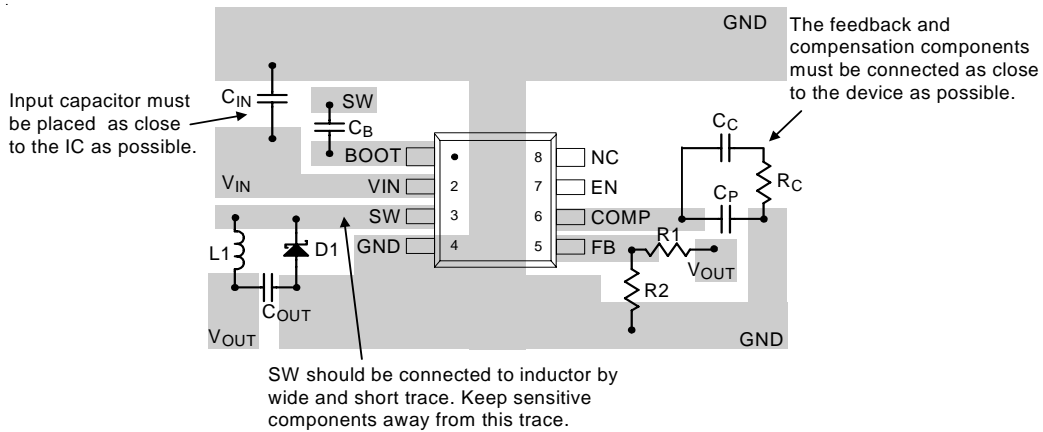 GND
The feedback and
compensation components
must be connected as close
to the device as possible.
Input capacitor must
be placed as close
to the IC as possible.
CIN
SW
CB
BOOT
VIN
VIN
SW
GND
2
3
4
8
7
6
5
NC
EN
COMP
FB
CC
RC
CP
R1
VOUT
R2
L1
D1
COUT
VOUT
GND
SW should be connected to inductor by
wide and short trace. Keep sensitive
components away from this trace.